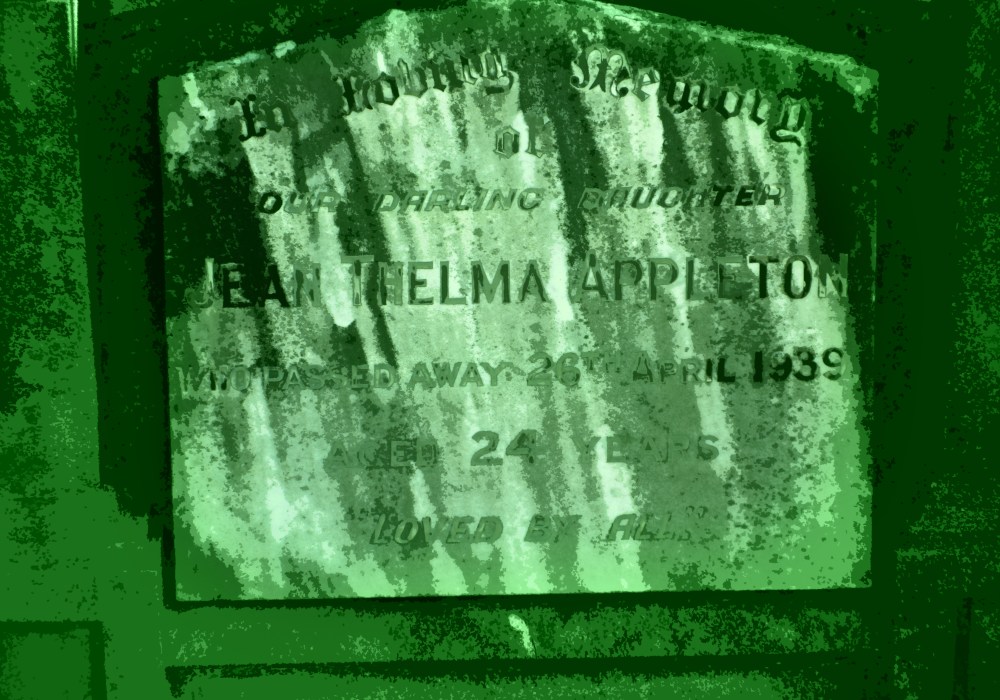 In Loving Memory
of
OUR DARLING DAUGHTER
JEAN THELMA APPLETON
WHO PASSED AWAY 26TH APRIL 1939
AGED 24 YEARS
"LOVED BY ALL"